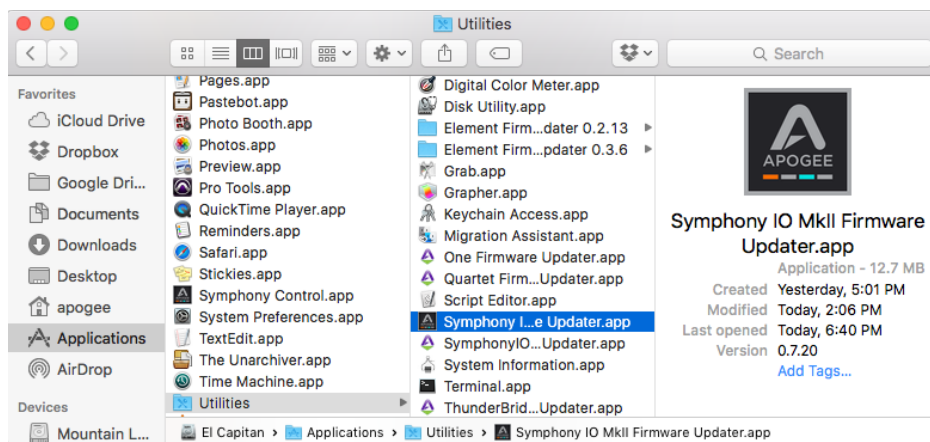 Utilities
Search
Favorites
iCloud Drive
Dropbox
Google Dri...
Documents
Downloads
Desktop
apogee
Applications
AirDrop
Devices
Mountain L...
Pages.app
Pastebot.app
Photo Booth.app
Photos.app
Preview.app
Pro Tools.app
QuickTime Player.app
Reminders.app
Safari.app
Stickies.app
Symphony Control.app
System Preferences.app
TextEdit.app
The Unarchiver.app
Time Machine.app
Utilities
Digital Color Meter.app
Disk Utility.app
Element Firm...dater 0.2.13
Element Firm...pdater 0.3.6
Grab.app
Grapher.app
Keychain Access.app
Migration Assistant.app
One Firmware Updater.app
Quartet Firm...Updater.app
Script Editor.app
Symphony I...e Updater.app
SymphonyIO...Updater.app
System Information.app
Terminal.app
ThunderBrid...Updater.app
APOGEE
Symphony IO MkII Firmware
Updater.app
Application - 12.7 MB
Created Yesterday, 5:01 PM
Modified Today, 2:06 PM
Last opened Today, 6:40 PM
Version 0.7.20
Add Tags...
El Capitan › Applications › Utilities › Symphony IO MkII Firmware Updater.app